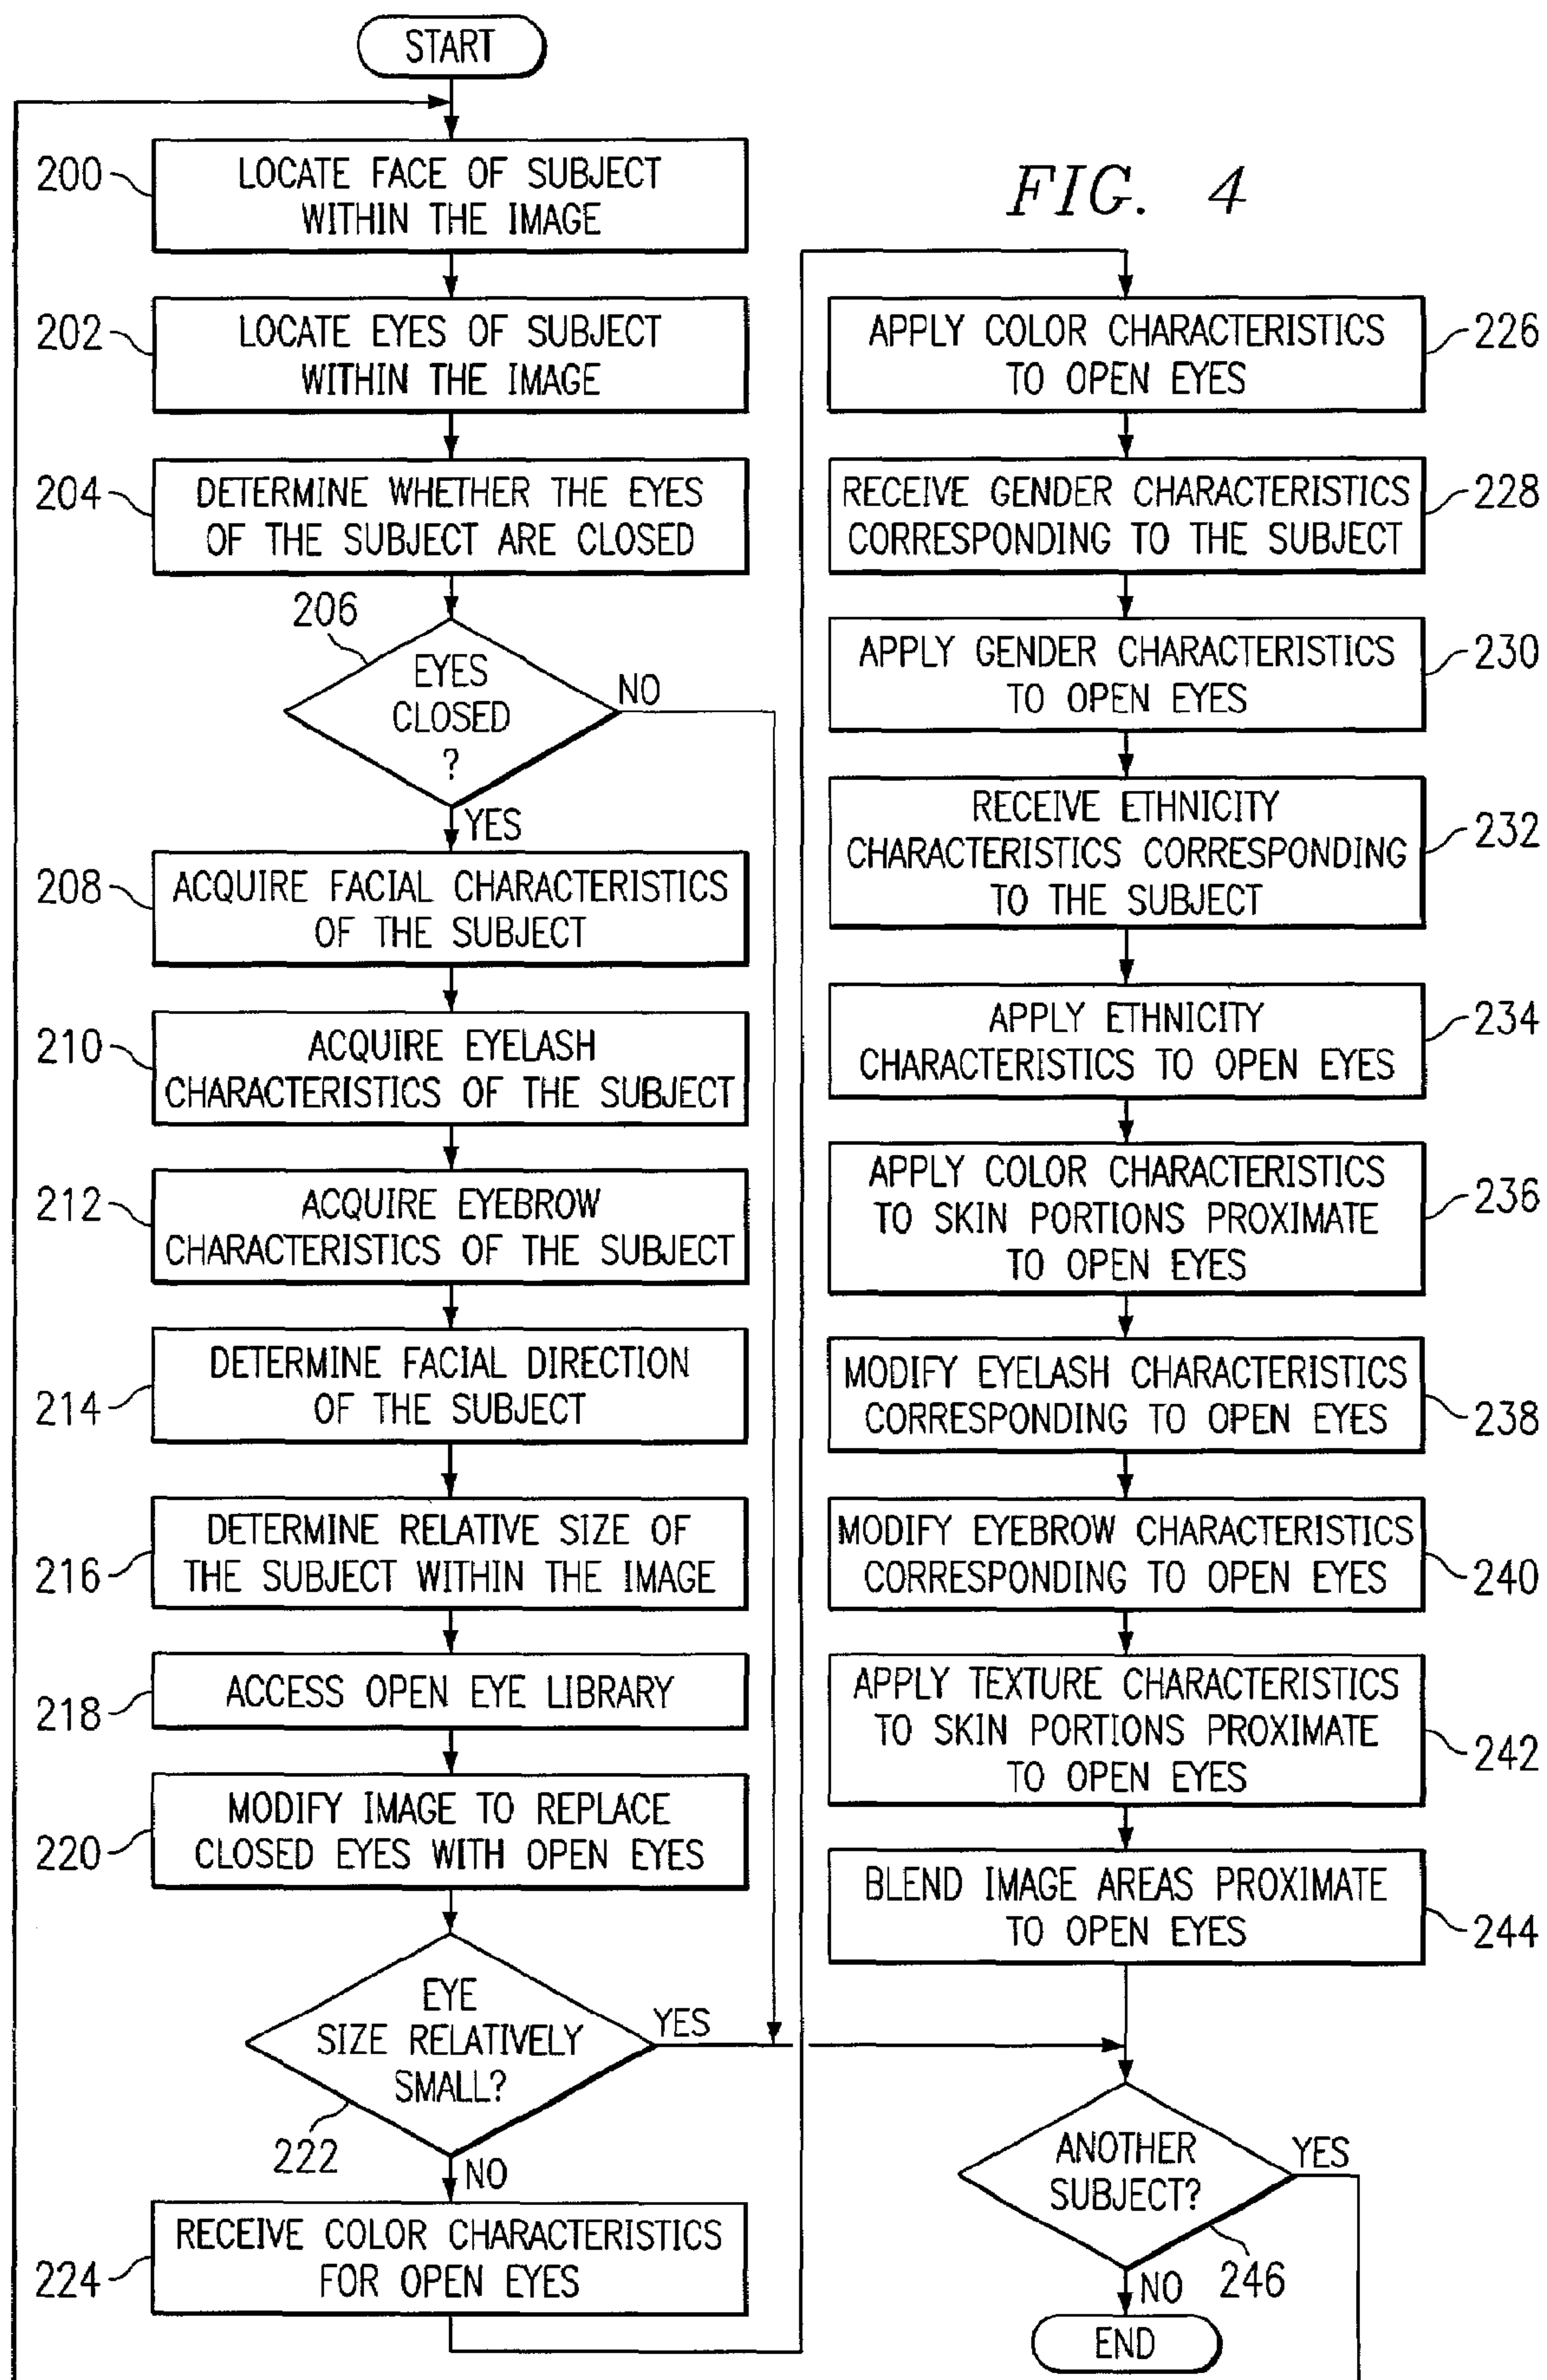 START
200
LOCATE FACE OF SUBJECT
WITHIN THE IMAGE
202
LOCATE EYES OF SUBJECT
WITHIN THE IMAGE
204
DETERMINE WHETHER THE EYES
OF THE SUBJECT ARE CLOSED
206
EYES
CLOSED
?
NO
YES
208
ACQUIRE FACIAL CHARACTERISTICS
OF THE SUBJECT
210
ACQUIRE EYELASH
CHARACTERISTICS OF THE SUBJECT
212
ACQUIRE EYEBROW
CHARACTERISTICS OF THE SUBJECT
214
DETERMINE FACIAL DIRECTION
OF THE SUBJECT
216
DETERMINE RELATIVE SIZE OF
THE SUBJECT WITHIN THE IMAGE
218
ACCESS OPEN EYE LIBRARY
220
MODIFY IMAGE TO REPLACE
CLOSED EYES WITH OPEN EYES
EYE
SIZE RELATIVELY
SMALL?
YES
222
NO
224
RECEIVE COLOR CHARACTERISTICS
FOR OPEN EYES
FIG. 4
APPLY COLOR CHARACTERISTICS
TO OPEN EYES
226
RECEIVE GENDER CHARACTERISTICS
CORRESPONDING TO THE SUBJECT
228
APPLY GENDER CHARACTERISTICS
TO OPEN EYES
230
RECEIVE ETHNICITY
CHARACTERISTICS CORRESPONDING
TO THE SUBJECT
232
APPLY ETHNICITY
CHARACTERISTICS TO OPEN EYES
234
APPLY COLOR CHARACTERISTICS
TO SKIN PORTIONS PROXIMATE
TO OPEN EYES
236
MODIFY EYELASH CHARACTERISTICS
CORRESPONDING TO OPEN EYES
238
MODIFY EYEBROW CHARACTERISTICS
CORRESPONDING TO OPEN EYES
240
APPLY TEXTURE CHARACTERISTICS
TO SKIN PORTIONS PROXIMATE
TO OPEN EYES
242
BLEND IMAGE AREAS PROXIMATE
TO OPEN EYES
244
ANOTHER
SUBJECT?
YES
246
NO
END